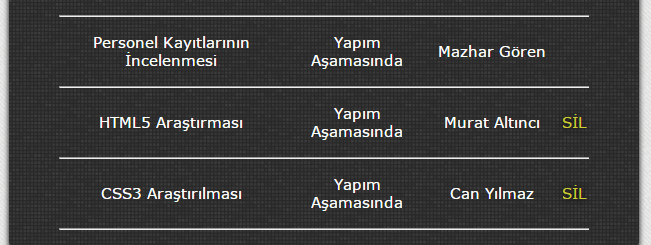 Personel Kayıtlarının
İncelenmesi
Yapım
Aşamasında
Mazhar Gören
HTML5 Araştırması
Yapım
Aşamasında
Murat Altıncı
SİL
CSS3 Araştırılması
Yapım
Aşamasında
Can Yılmaz
SİL